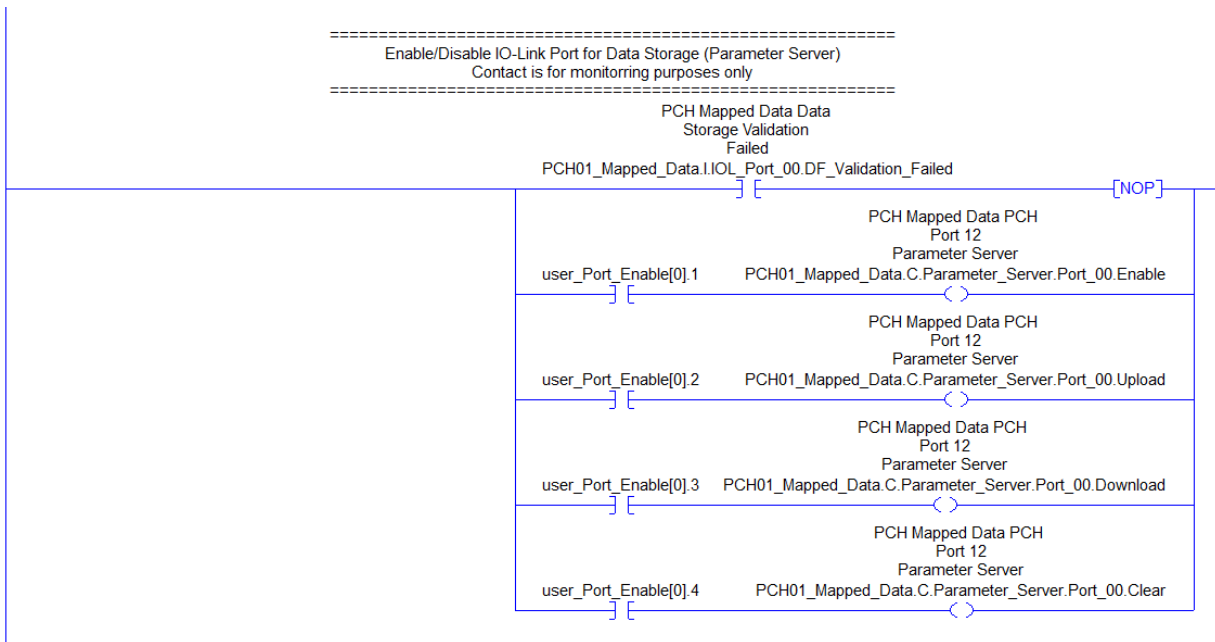 ==========================================================
Enable/Disable IO-Link Port for Data Storage (Parameter Server)
Contact is for monitorring purposes only
==========================================================
PCH Mapped Data Data
Storage Validation
Failed
PCH01_Mapped_Data.I.IOL_Port_00.DF_Validation_Failed
NOP
PCH Mapped Data PCH
Port 12
Parameter Server
user_Port_Enable[0].1 PCH01_Mapped_Data.C.Parameter_Server.Port_00.Enable
PCH Mapped Data PCH
Port 12
Parameter Server
user_Port_Enable[0].2 PCH01_Mapped_Data.C.Parameter_Server.Port_00.Upload
PCH Mapped Data PCH
Port 12
Parameter Server
user_Port_Enable[0].3 PCH01_Mapped_Data.C.Parameter_Server.Port_00.Download
PCH Mapped Data PCH
Port 12
Parameter Server
user_Port_Enable[0].4 PCH01_Mapped_Data.C.Parameter_Server.Port_00.Clear